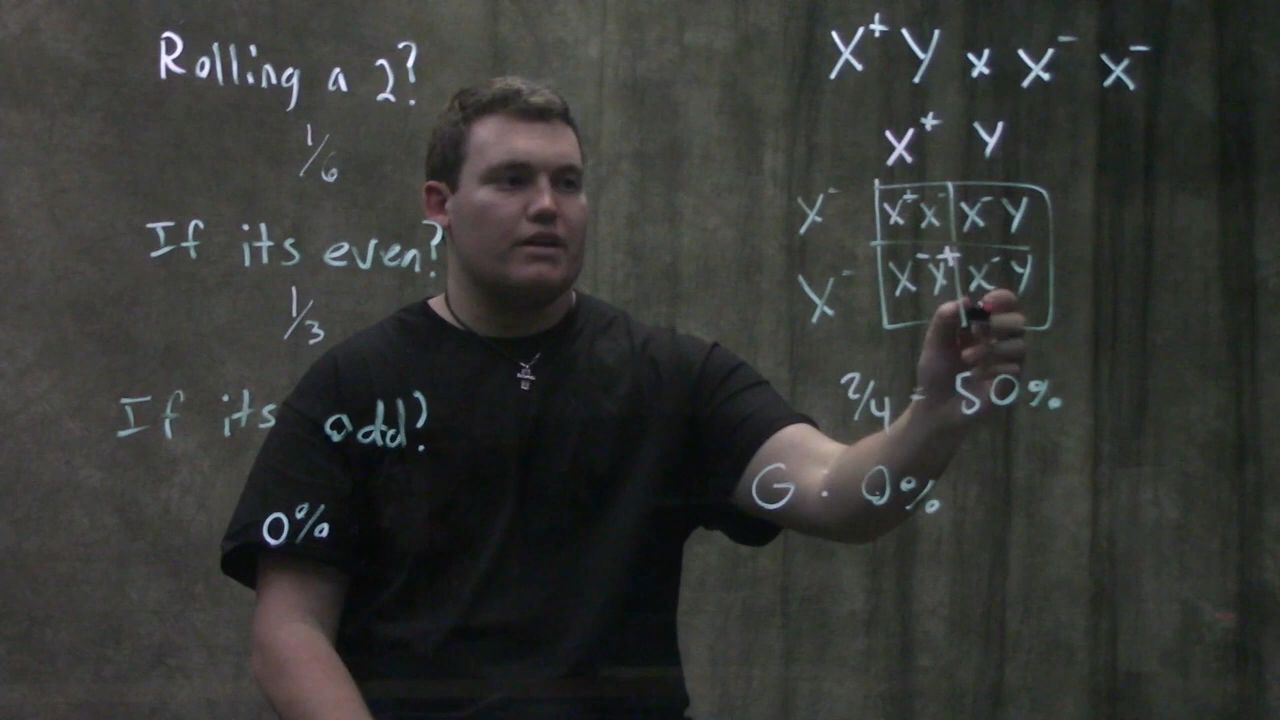 Rolling a 2?
1/6
If its even?
1/3
If its odd?
0%
X⁺ Y x X⁻ X⁻
X⁺ Y
X⁻ X⁺X⁻ X⁻Y
X⁻ X⁻X⁺ X⁻Y
2/4 = 50%
G. 0%